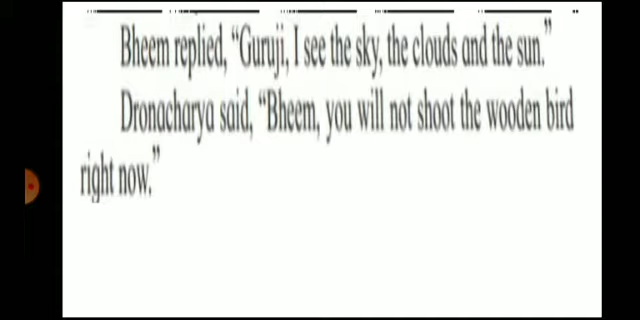 Bheem replied, “Guruji, I see the sky, the clouds and the sun.”
Dronacharya said, “Bheem, you will not shoot the wooden bird
right now.”